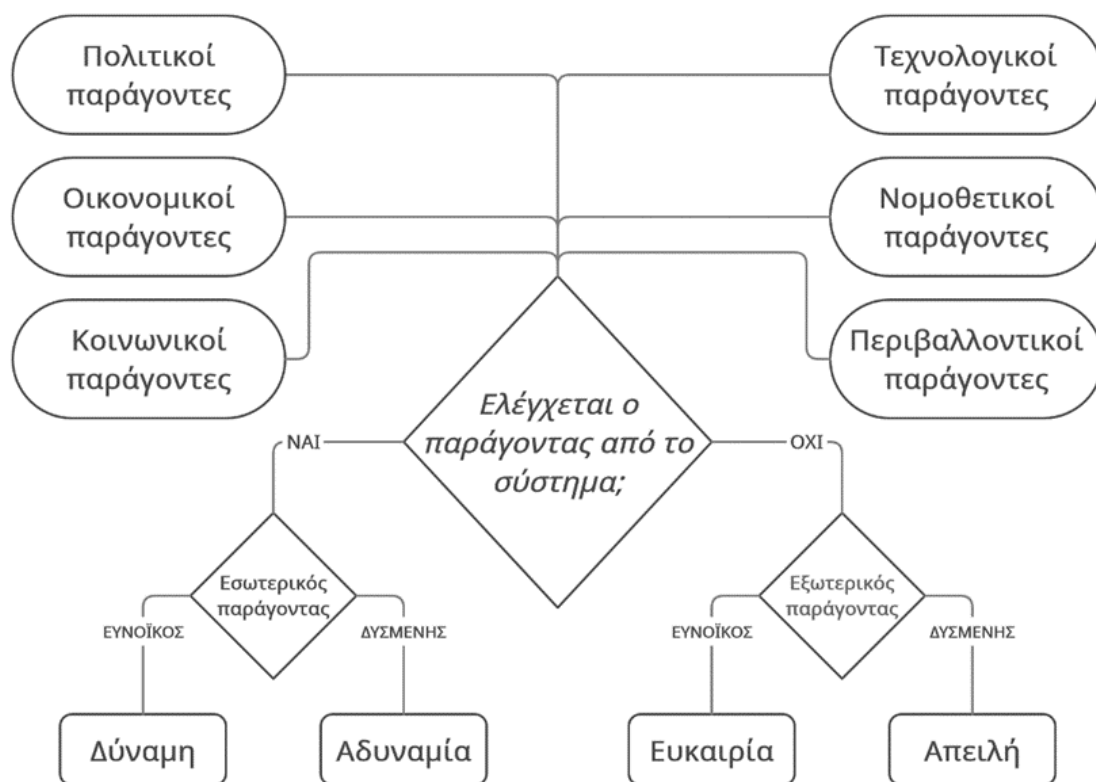 Πολιτικοί
παράγοντες
Τεχνολογικοί
παράγοντες
Οικονομικοί
παράγοντες
Νομοθετικοί
παράγοντες
Κοινωνικοί
παράγοντες
Περιβαλλοντικοί
παράγοντες
Ελέγχεται ο
παράγοντας από το
σύστημα;
ΝΑΙ
ΟΧΙ
Εσωτερικός
παράγοντας
Εξωτερικός
παράγοντας
ΕΥΝΟΪΚΟΣ
ΔΥΣΜΕΝΗΣ
ΕΥΝΟΪΚΟΣ
ΔΥΣΜΕΝΗΣ
Δύναμη
Αδυναμία
Ευκαιρία
Απειλή